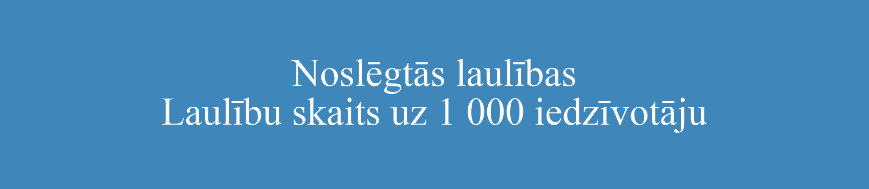 Noslēgtās laulības
Laulību skaits uz 1 000 iedzīvotāju